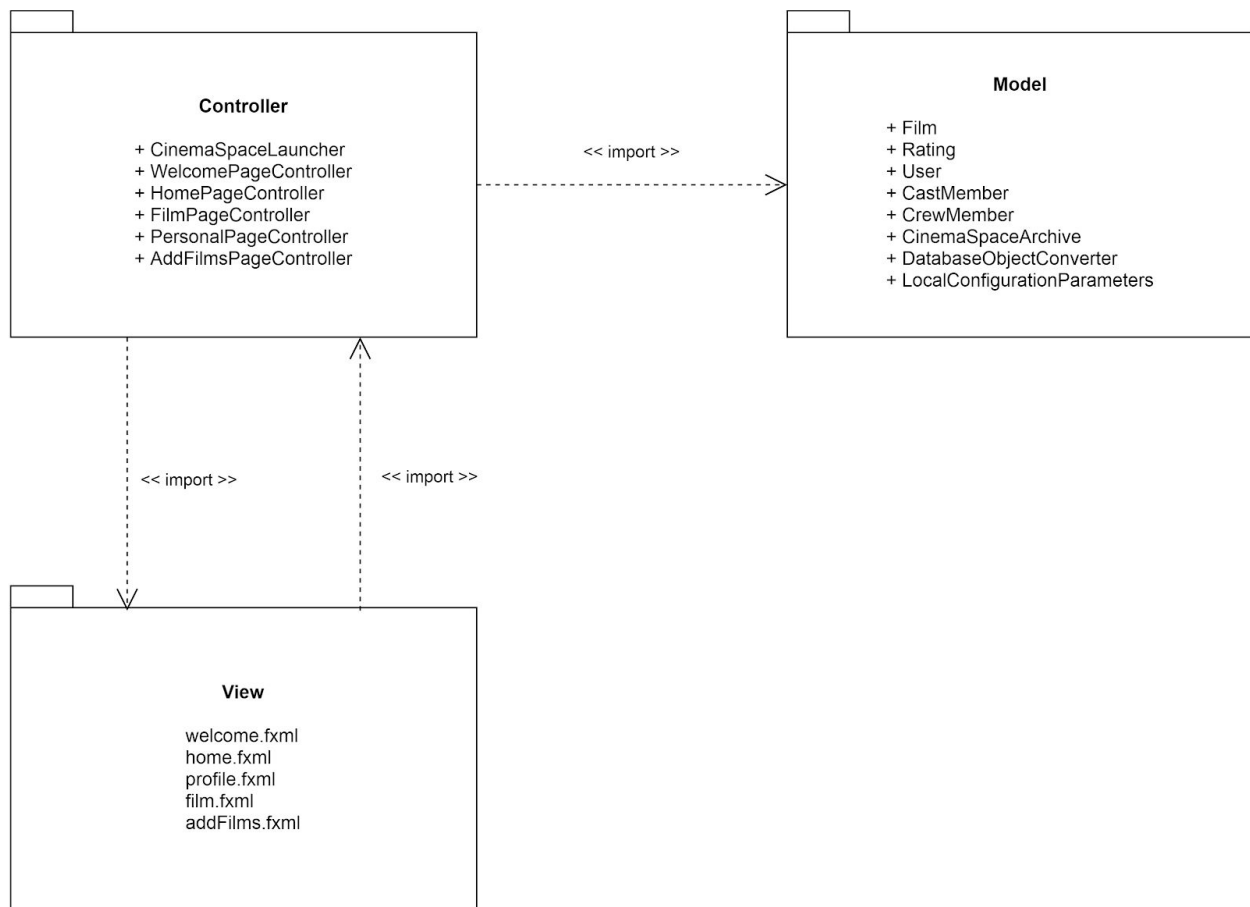 Controller
+ CinemaSpaceLauncher
+ WelcomePageController
+ HomePageController
+ FilmPageController
+ PersonalPageController
+ AddFilmsPageController
<< import >>
Model
+ Film
+ Rating
+ User
+ CastMember
+ CrewMember
+ CinemaSpaceArchive
+ DatabaseObjectConverter
+ LocalConfigurationParameters
<< import >>
<< import >>
View
welcome.fxml
home.fxml
profile.fxml
film.fxml
addFilms.fxml